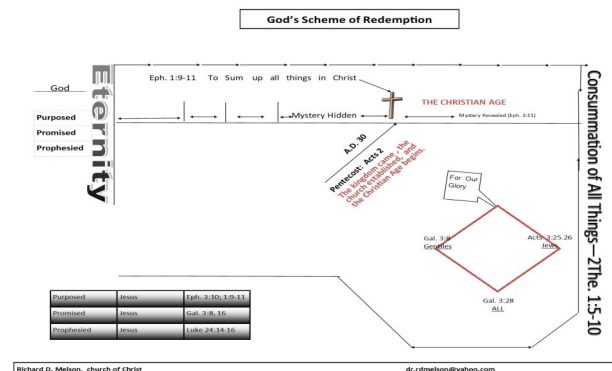 God's Scheme of Redemption
Eph. 1:9-11 To Sum up all things in Christ
God
Eternity
Purposed
Promised
Prophesied
Mystery Hidden
THE CHRISTIAN AGE
Mystery Revealed (Eph. 3:11)
A.D. 30
Pentecost: Acts 2
The kingdom came , the
church established, and
the Christian Age begins.
Consummation of All Things—2The. 1:5-10
For Our
Glory
Gal. 3:8
Gentiles
Acts 3:25.26
Jews
Gal. 3:28
ALL
Purposed Jesus Eph. 3:10; 1:9-11
Promised Jesus Gal. 3:8, 16
Prophesied Jesus Luke 24:14-16
Richard D. Melson, church of Christ dr.rdmelson@yahoo.com